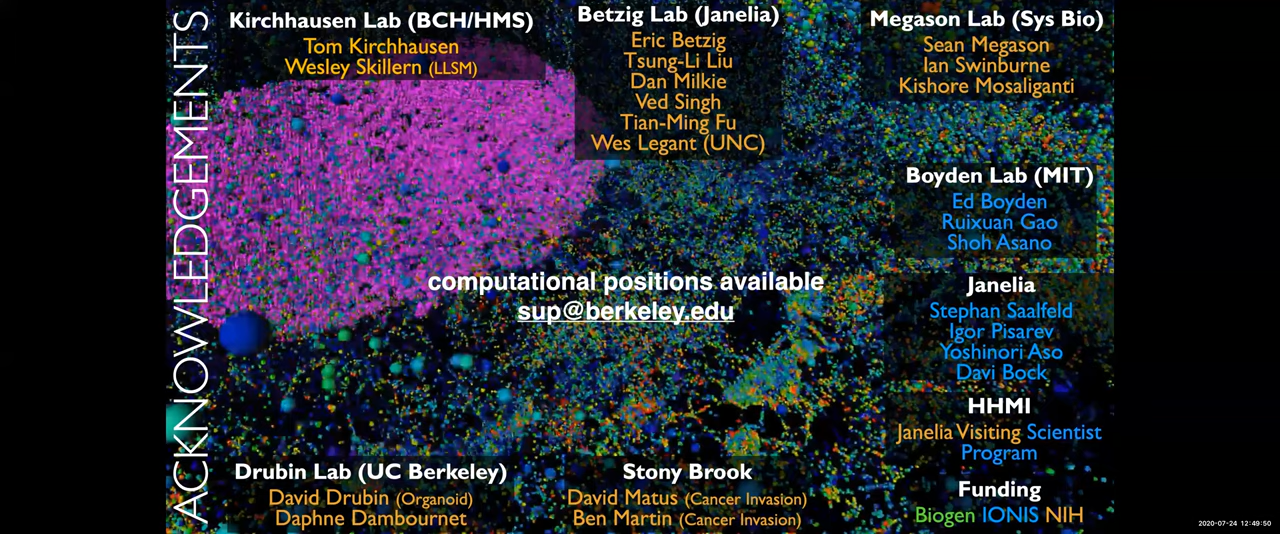 ACKNOWLEDGEMENTS
Kirchhausen Lab (BCH/HMS)
Tom Kirchhausen
Wesley Skillern (LLSM)
Betzig Lab (Janelia)
Eric Betzig
Tsung-Li Liu
Dan Milkie
Ved Singh
Tian-Ming Fu
Wes Legant (UNC)
Megason Lab (Sys Bio)
Sean Megason
Ian Swinburne
Kishore Mosaliganti
Boyden Lab (MIT)
Ed Boyden
Ruixuan Gao
Shoh Asano
computational positions available
sup@berkeley.edu
Janelia
Stephan Saalfeld
Igor Pisarev
Yoshinori Aso
Davi Bock
HHMI
Janelia Visiting Scientist
Program
Drubin Lab (UC Berkeley)
David Drubin (Organoid)
Daphne Dambournet
Stony Brook
David Matus (Cancer Invasion)
Ben Martin (Cancer Invasion)
Funding
Biogen IONIS NIH
2020-07-24 12:49:50